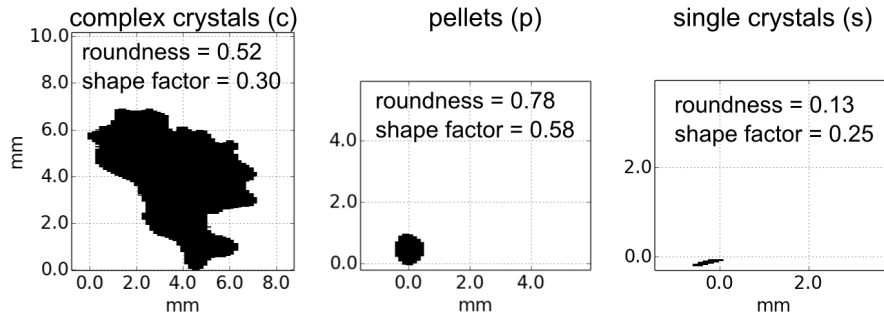 complex crystals (c)
roundness = 0.52
shape factor = 0.30
10.0
8.0
6.0
4.0
2.0
0.0
mm
0.0 2.0 4.0 6.0 8.0
mm
pellets (p)
roundness = 0.78
shape factor = 0.58
4.0
2.0
0.0
0.0 2.0 4.0
mm
single crystals (s)
roundness = 0.13
shape factor = 0.25
2.0
0.0
0.0 2.0
mm